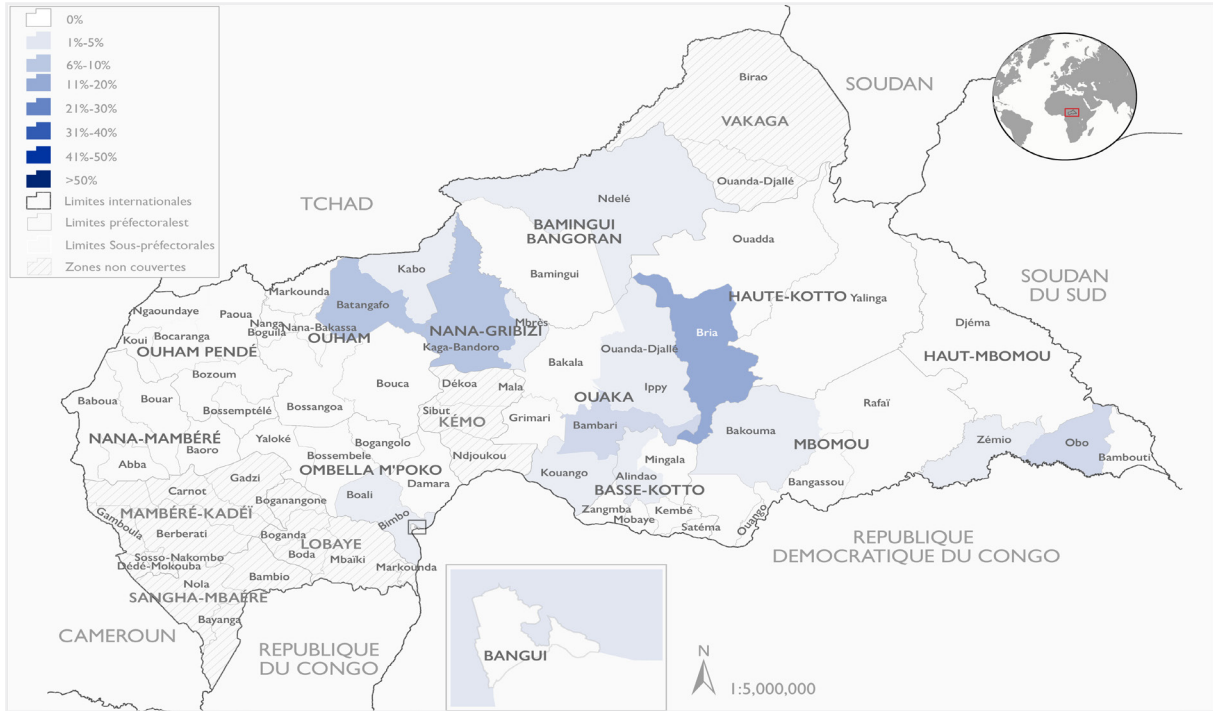 0%
1%-5%
6%-10%
11%-20%
21%-30%
31%-40%
41%-50%
>50%
Limites internationales
Limites préfectoralest
Limites Sous-préfectorales
Zones non couvertes
SOUDAN
Birao
VAKAGA
Ouanda-Djallé
TCHAD
Ndelé
BAMINGUI
BANGORAN
Ouadda
Bamingui
Kabo
SOUDAN
DU SUD
Markounda
Batangafo
HAUTE-KOTTO
Yalinga
Ngaoundaye
Paoua
Nanga
Boguila
Nana-Bakassa
OUHAM
NANA-GRIBIZI
Mbrès
Bria
Djéma
Koui
Bocaranga
OUHAM PENDÉ
Kaga-Bandoro
Ouanda-Djallé
HAUT-MBOMOU
Bozoum
Bakala
Bouca
Dékoa
Mala
Ippy
Baboua
Bouar
Bossemptélé
Bossangoa
OUAKA
Rafaï
Sibut
KÉMO
Grimari
Bambari
Bakouma
NANA-MAMBÉRÉ
Baoro
Yaloké
Bogangolo
Bossembele
Ndjoukou
MBOMOU
Zémio
Obo
Bambouti
Abba
OMBELLA M'POKO
Damara
Mingala
Kouango
Alindao
Bangassou
Gadzi
Carnot
Boganangone
Boali
BASSE-KOTTO
MAMBÉRÉ-KADÉÏ
Gamboula
Bimbo
Zangmba
Mobaye
Kembé
Satéma
Ouango
Berberati
Boganda
LOBAYE
Boda
Mbaïki
Markounda
Sosso-Nakombo
Dédé-Mokouba
Nola
Bambio
SANGHA-MBAÉRÉ
Bayanga
REPUBLIQUE
DEMOCRATIQUE DU CONGO
CAMEROUN
REPUBLIQUE
DU CONGO
BANGUI
N
1:5,000,000